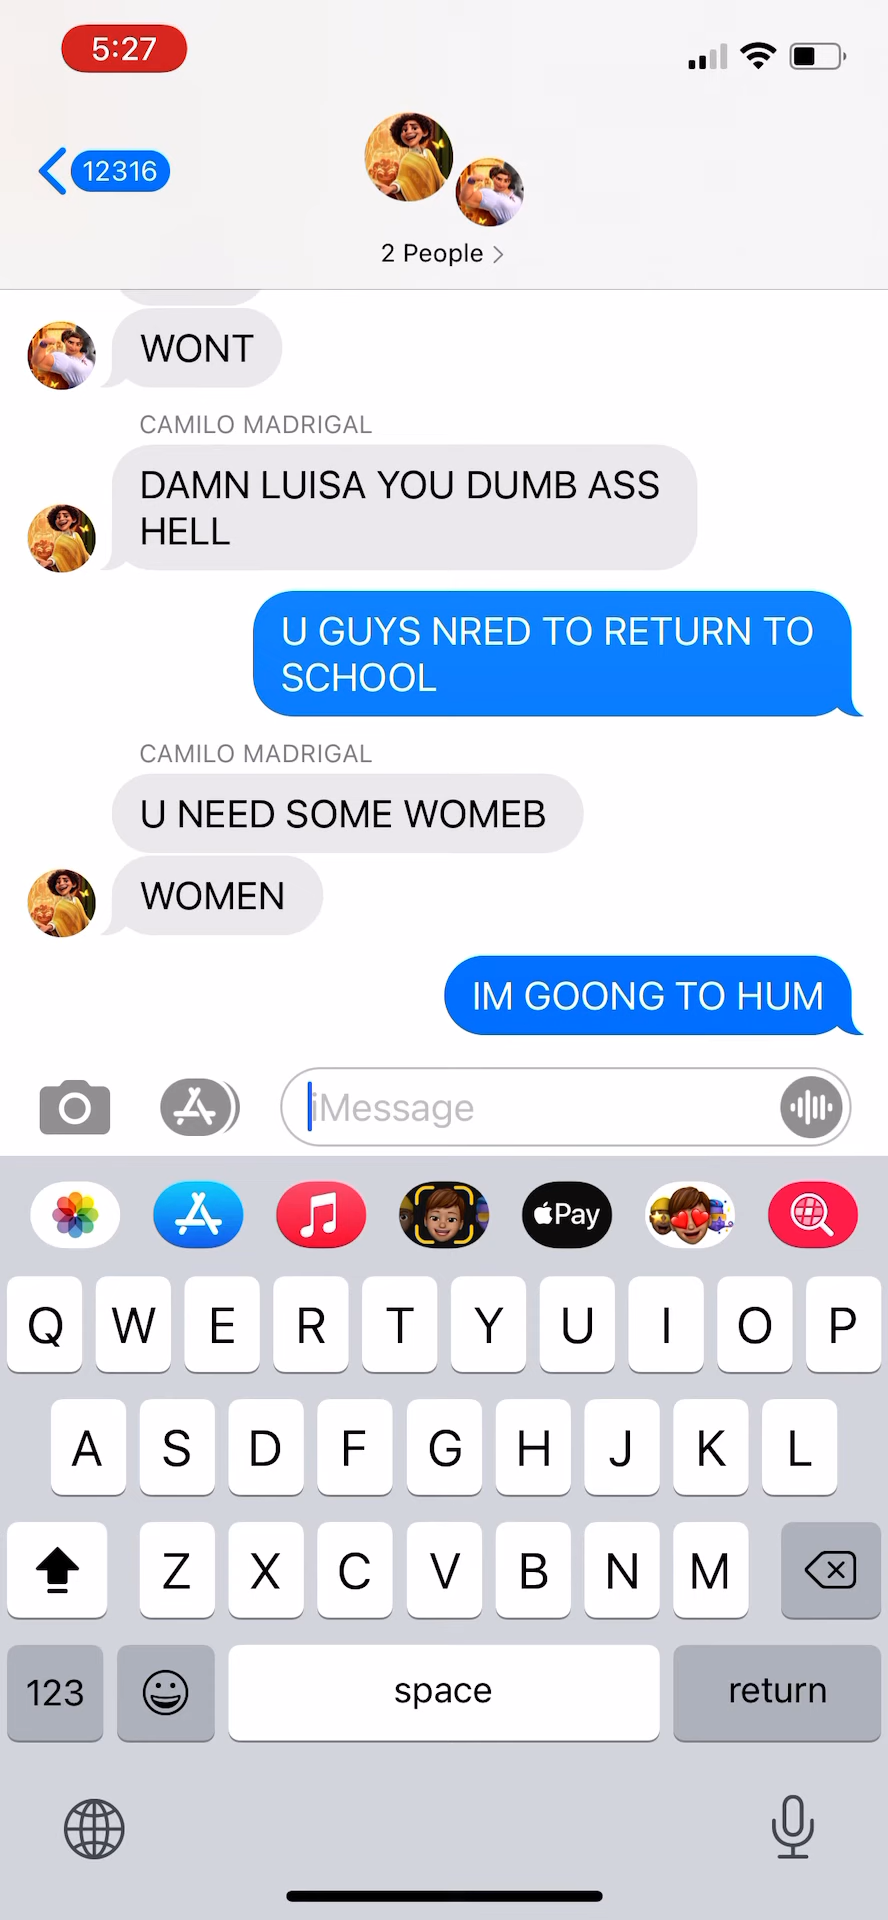 5:27
12316
2 People
WONT
CAMILO MADRIGAL
DAMN LUISA YOU DUMB ASS
HELL
U GUYS NRED TO RETURN TO
SCHOOL
CAMILO MADRIGAL
U NEED SOME WOMEB
WOMEN
IM GOONG TO HUM
iMessage
Pay
Q W E R T Y U I O P
A S D F G H J K L
Z X C V B N M
123 space return